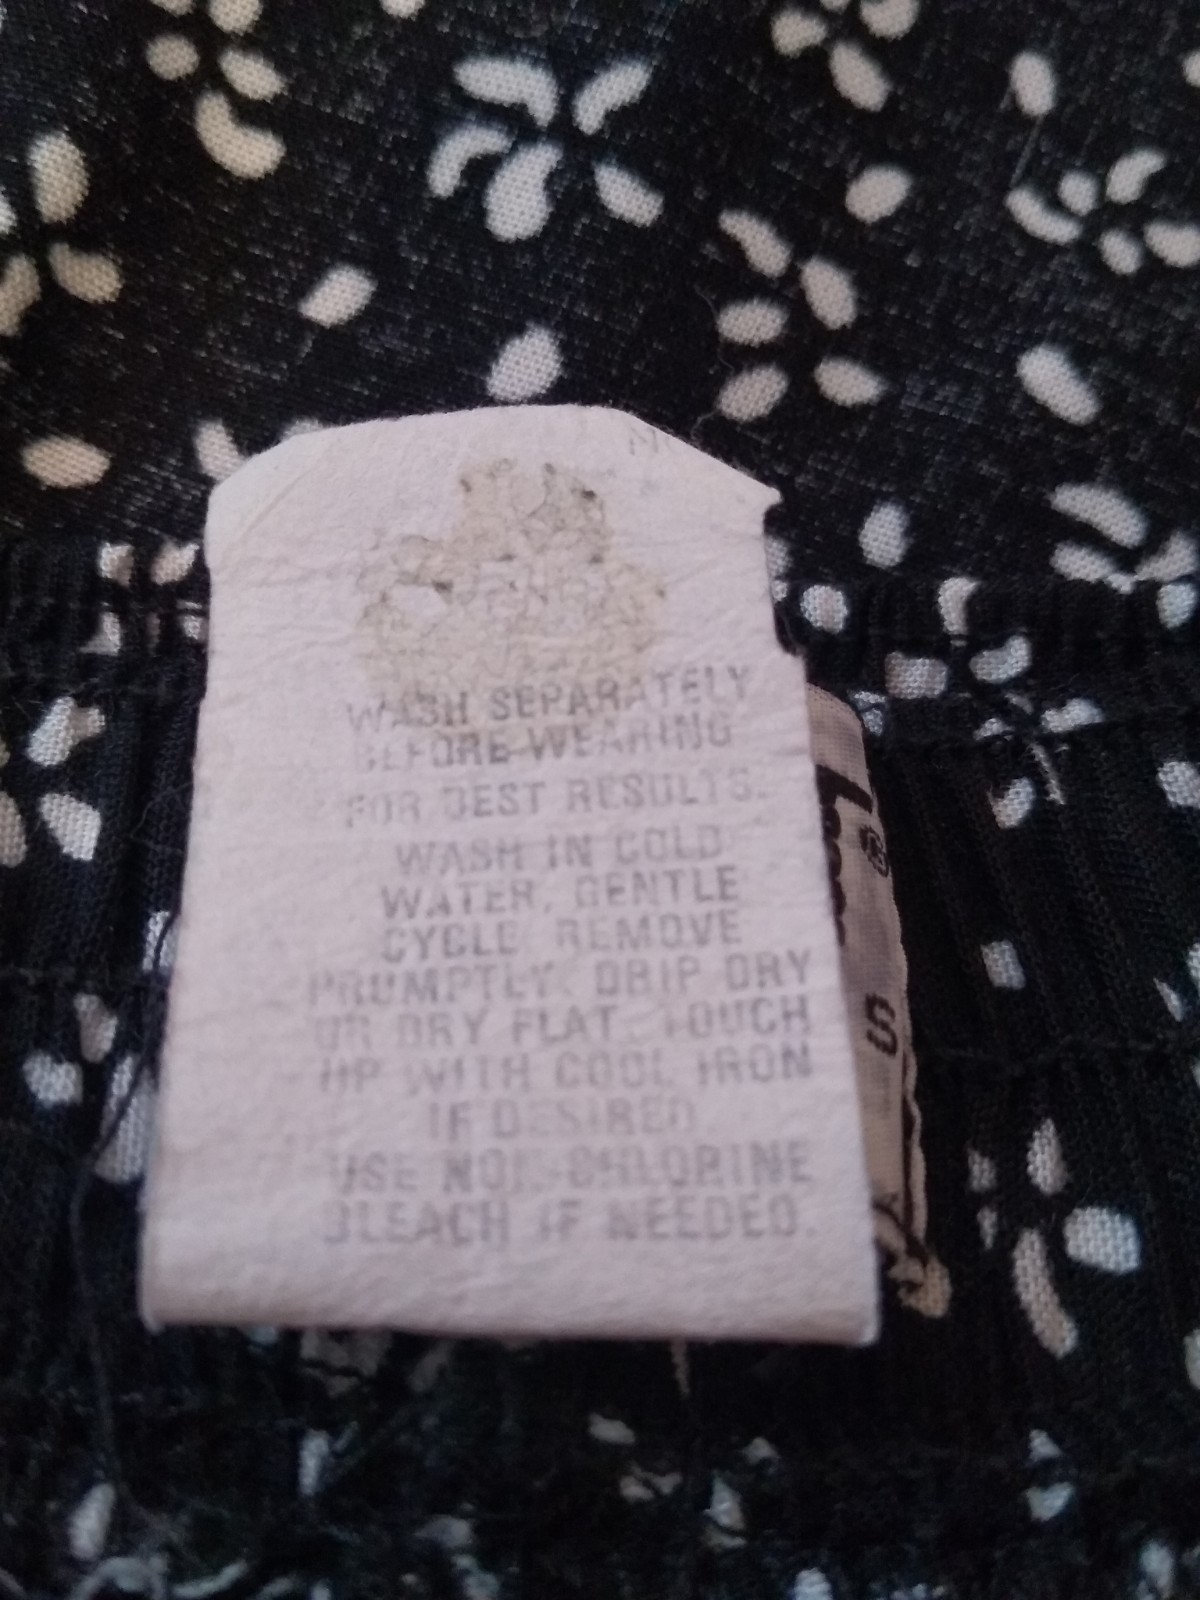 WASH SEPARATELY
BEFORE WEARING
FOR BEST RESULTS.
WASH IN COLD
WATER, GENTLE
CYCLE REMOVE
PROMPTLY. DRIP DRY
OR DRY FLAT. TOUCH
UP WITH COOL IRON
IF DESIRED
USE NON-CHLORINE
BLEACH IF NEEDED.
®
S